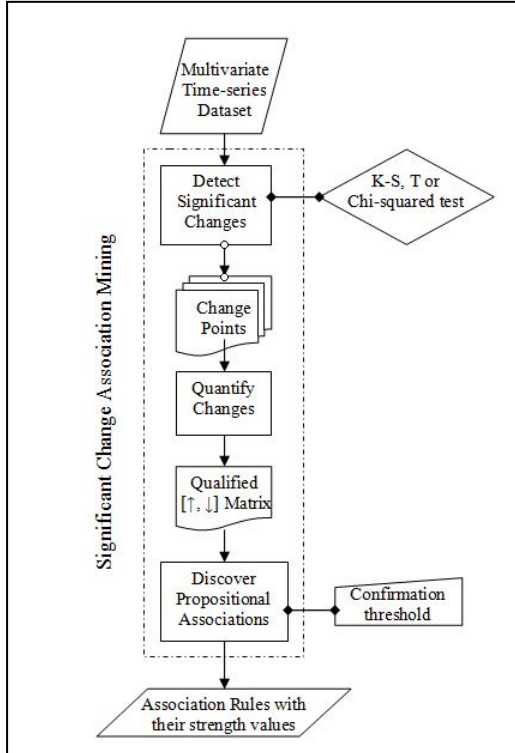 Multivariate
Time-series
Dataset
Detect
Significant
Changes
K-S, T or
Chi-squared test
Change
Points
Quantify
Changes
Qualified
[↑, ↓] Matrix
Discover
Propositional
Associations
Confirmation
threshold
Association Rules with
their strength values
Significant Change Association Mining